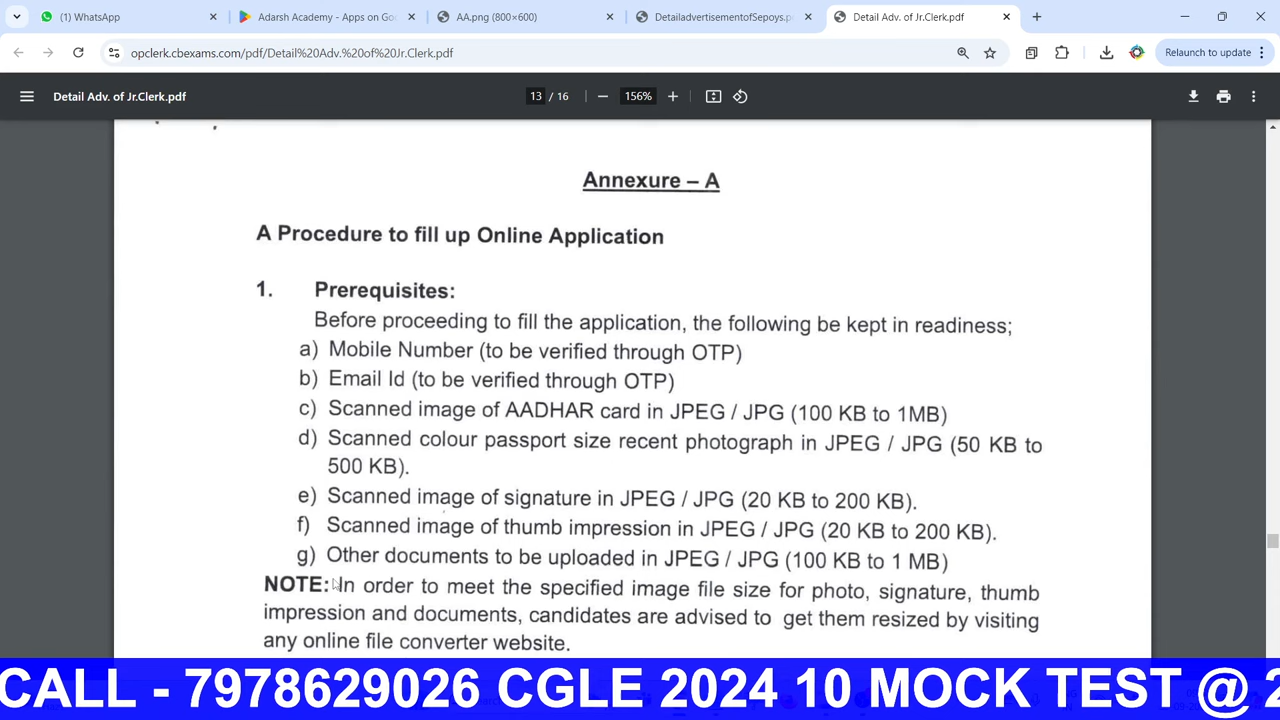 (1) WhatsApp
Adarsh Academy - Apps on Go
AA.png (800×600)
DetailadvertisementofSepoys.p
Detail Adv. of Jr.Clerk.pdf
opclerk.cbexams.com/pdf/Detail%20Adv.%20of%20Jr.Clerk.pdf
Relaunch to update
Detail Adv. of Jr.Clerk.pdf
13 / 16
156%
Annexure – A
A Procedure to fill up Online Application
1. Prerequisites:
Before proceeding to fill the application, the following be kept in readiness;
a) Mobile Number (to be verified through OTP)
b) Email Id (to be verified through OTP)
c) Scanned image of AADHAR card in JPEG / JPG (100 KB to 1MB)
d) Scanned colour passport size recent photograph in JPEG / JPG (50 KB to
500 KB).
e) Scanned image of signature in JPEG / JPG (20 KB to 200 KB).
f) Scanned image of thumb impression in JPEG / JPG (20 KB to 200 KB).
g) Other documents to be uploaded in JPEG / JPG (100 KB to 1 MB)
NOTE: In order to meet the specified image file size for photo, signature, thumb
impression and documents, candidates are advised to get them resized by visiting
any online file converter website.
CALL - 7978629026 CGLE 2024 10 MOCK TEST @ 2